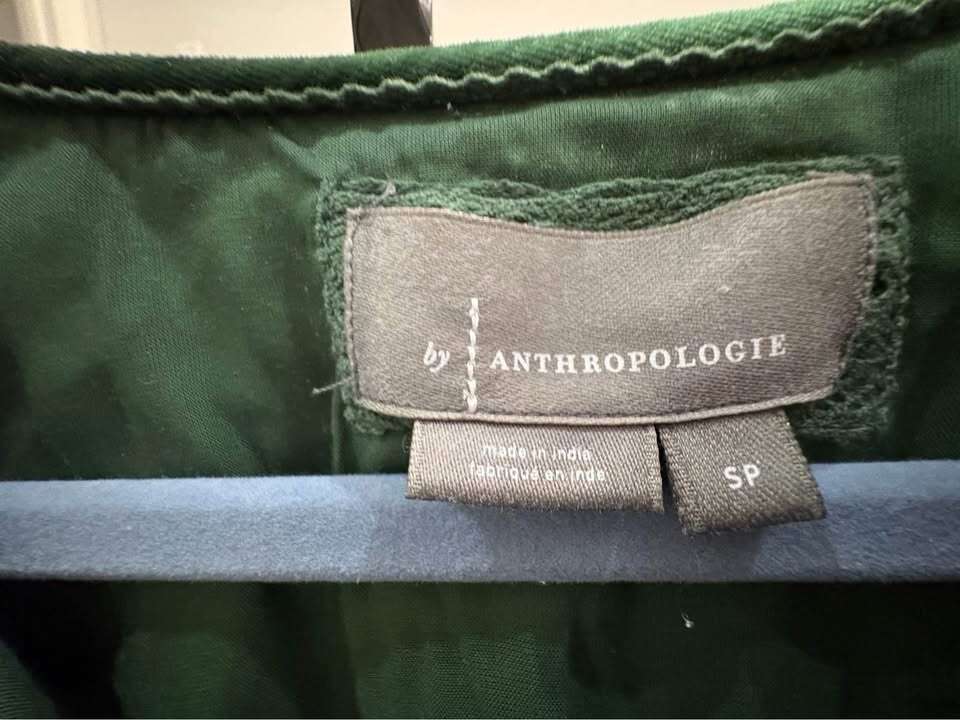 by ANTHROPOLOGIE
made in india
fabriqué en inde
SP